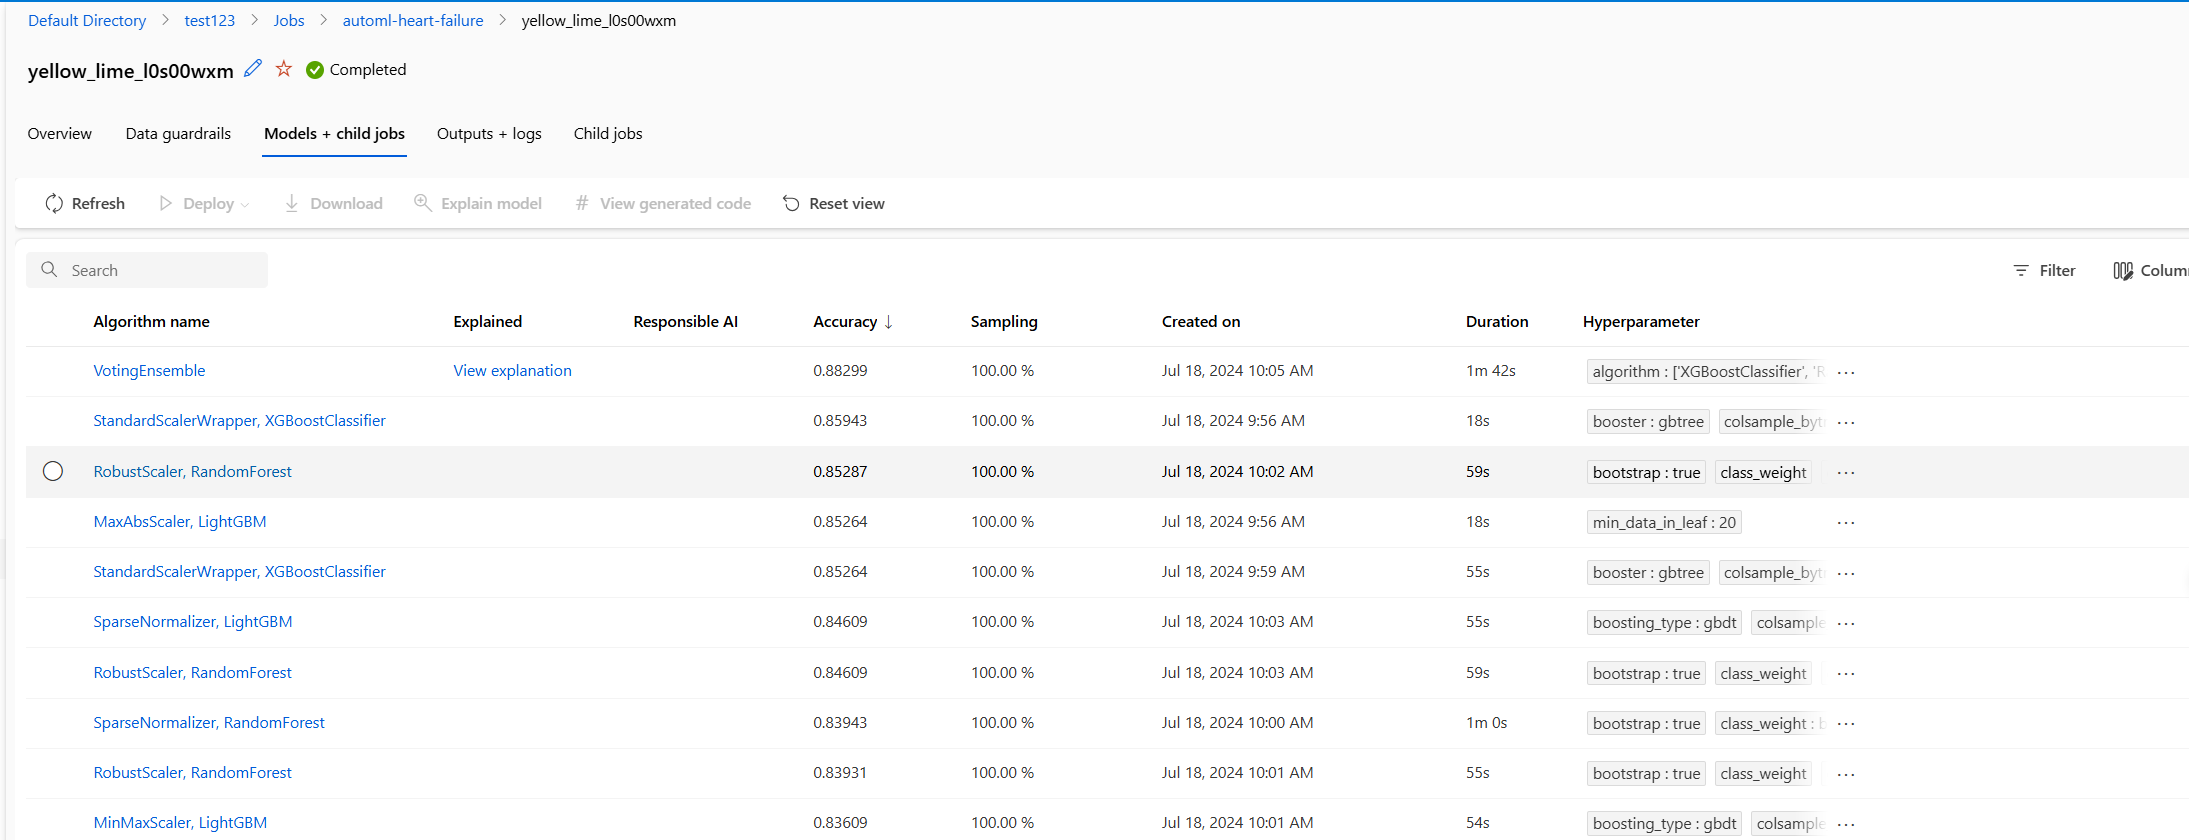 Default Directory > test123 > Jobs > automl-heart-failure > yellow_lime_l0s00wxm
yellow_lime_l0s00wxm Completed
Overview Data guardrails Models + child jobs Outputs + logs Child jobs
Refresh Deploy Download Explain model # View generated code Reset view
Search Filter Colum
Algorithm name Explained Responsible AI Accuracy ↓ Sampling Created on Duration Hyperparameter
VotingEnsemble View explanation 0.88299 100.00 % Jul 18, 2024 10:05 AM 1m 42s algorithm : ['XGBoostClassifier', 'R ...
StandardScalerWrapper, XGBoostClassifier 0.85943 100.00 % Jul 18, 2024 9:56 AM 18s booster : gbtree colsample_bytr ...
RobustScaler, RandomForest 0.85287 100.00 % Jul 18, 2024 10:02 AM 59s bootstrap : true class_weight ...
MaxAbsScaler, LightGBM 0.85264 100.00 % Jul 18, 2024 9:56 AM 18s min_data_in_leaf : 20 ...
StandardScalerWrapper, XGBoostClassifier 0.85264 100.00 % Jul 18, 2024 9:59 AM 55s booster : gbtree colsample_bytr ...
SparseNormalizer, LightGBM 0.84609 100.00 % Jul 18, 2024 10:03 AM 55s boosting_type : gbdt colsample ...
RobustScaler, RandomForest 0.84609 100.00 % Jul 18, 2024 10:03 AM 59s bootstrap : true class_weight ...
SparseNormalizer, RandomForest 0.83943 100.00 % Jul 18, 2024 10:00 AM 1m 0s bootstrap : true class_weight : b ...
RobustScaler, RandomForest 0.83931 100.00 % Jul 18, 2024 10:01 AM 55s bootstrap : true class_weight ...
MinMaxScaler, LightGBM 0.83609 100.00 % Jul 18, 2024 10:01 AM 54s boosting_type : gbdt colsample ...